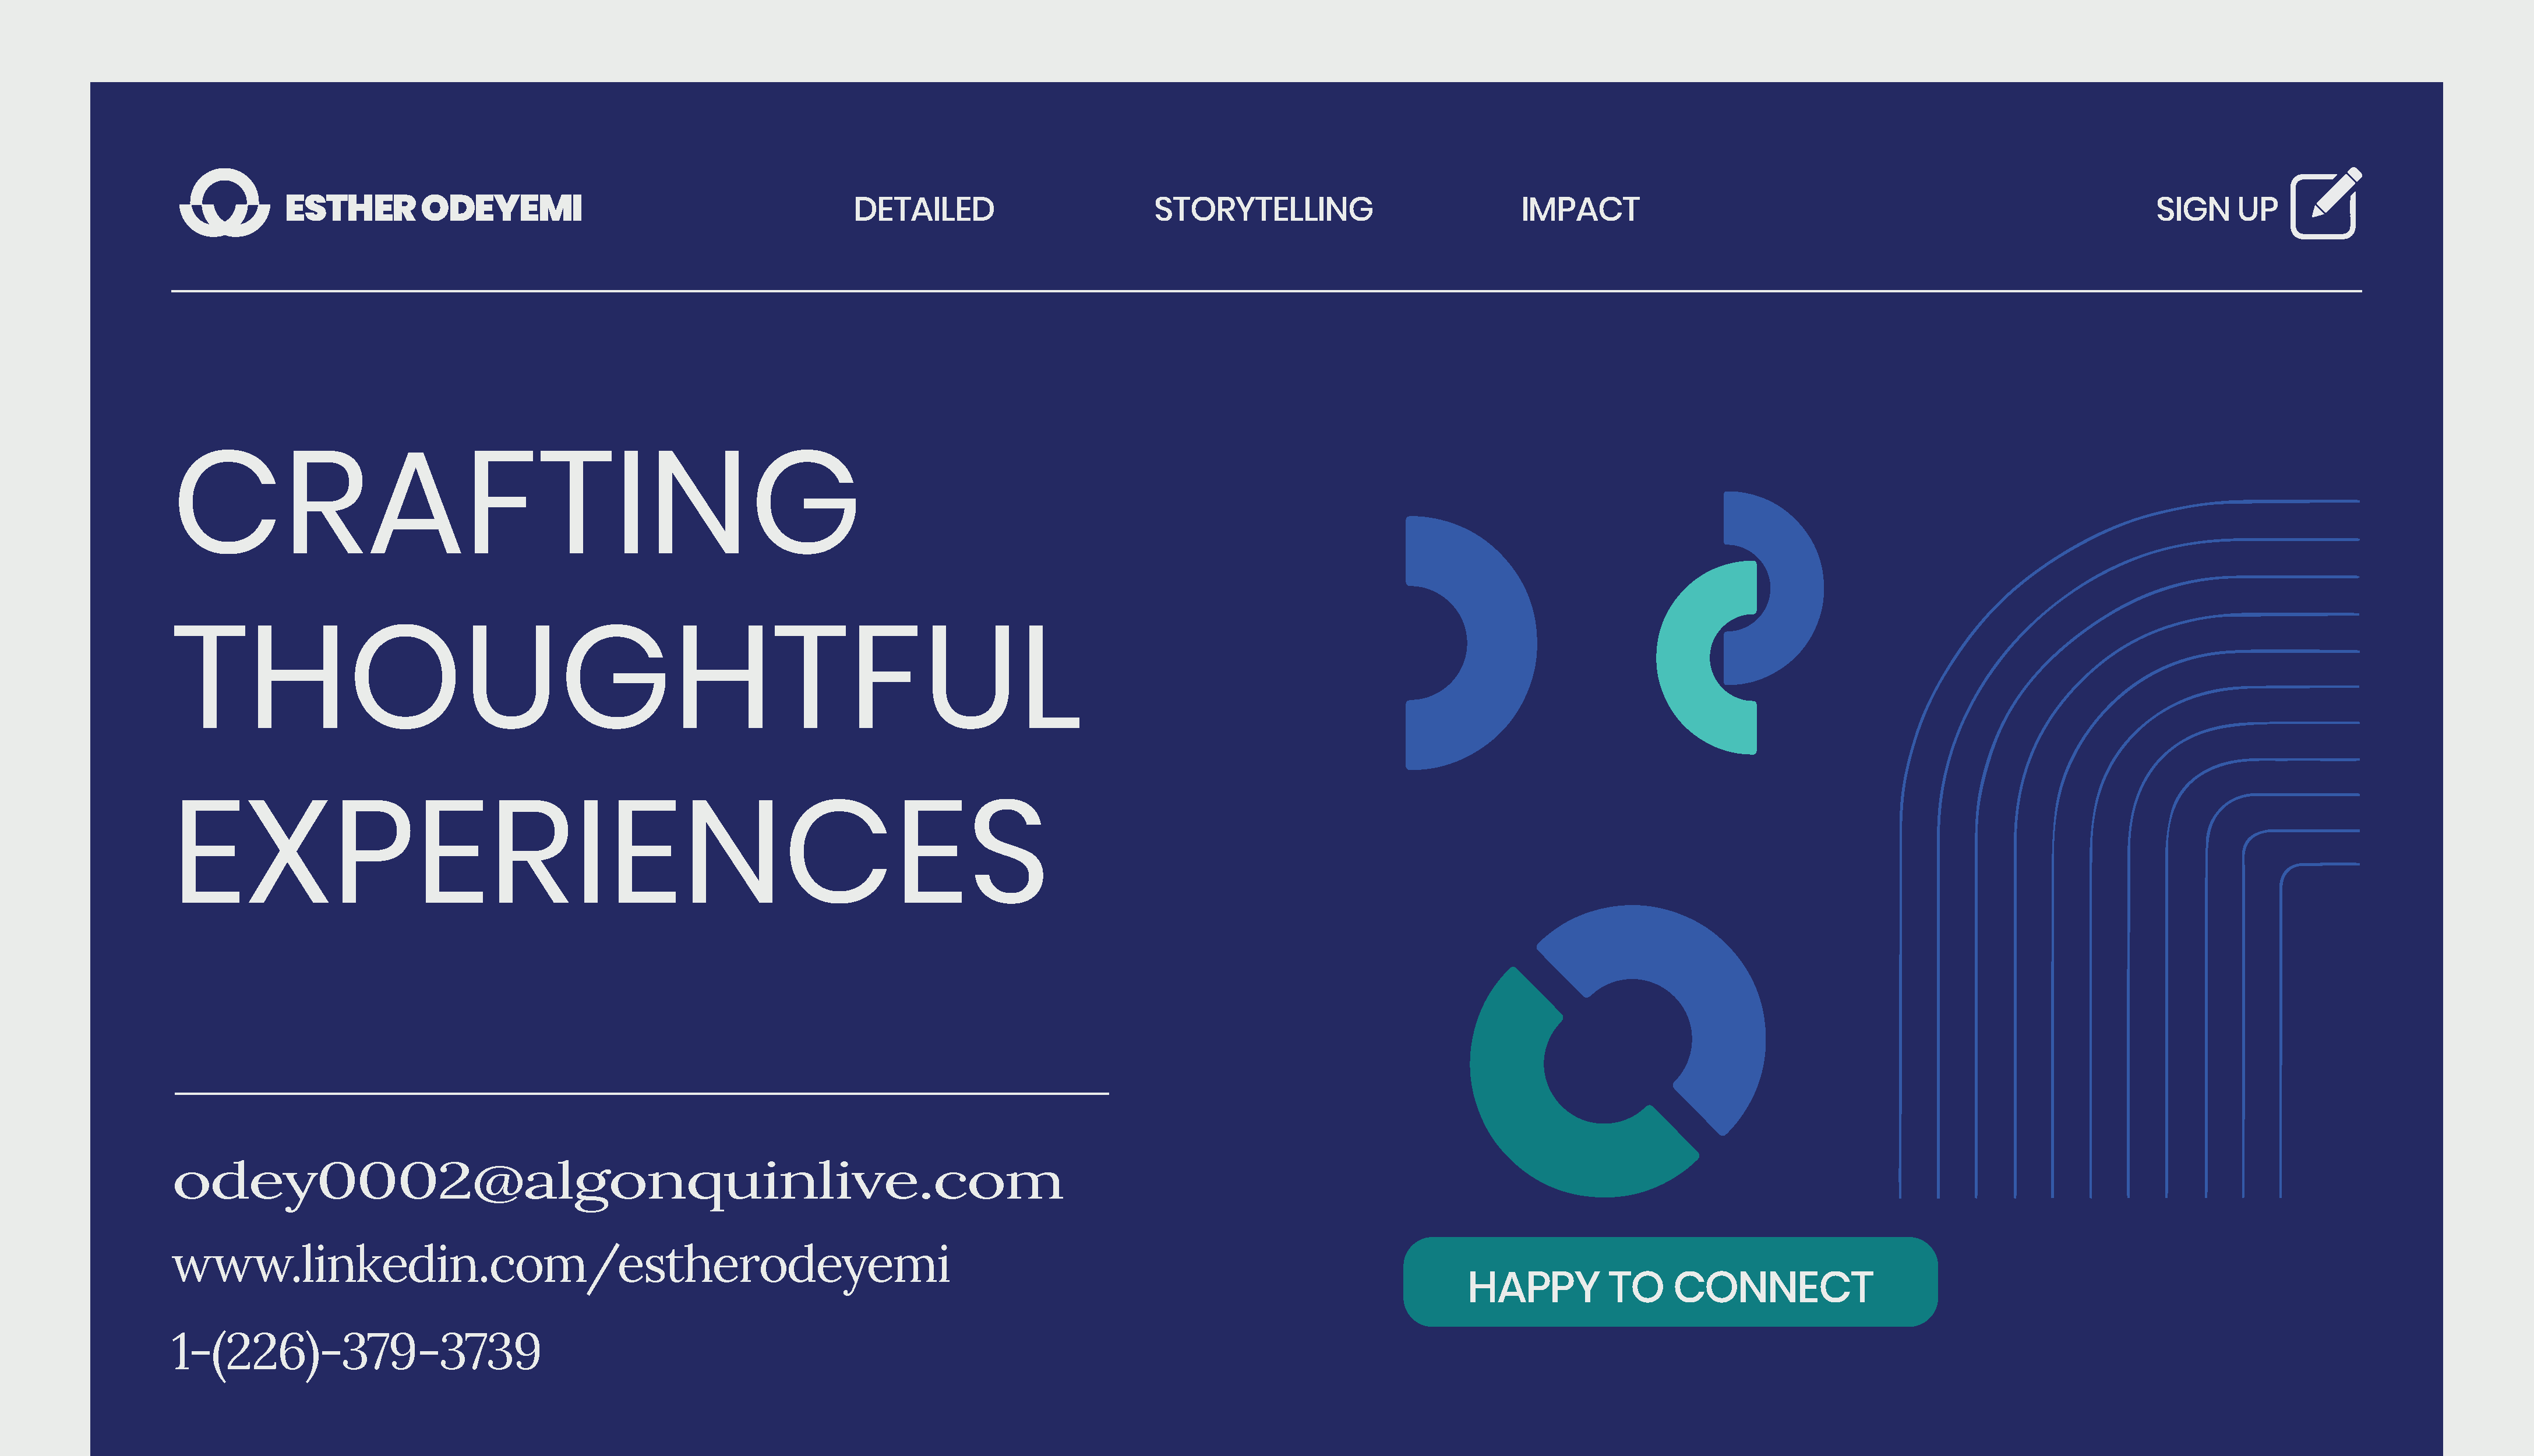 ESTHER ODEYEMI
DETAILED
STORYTELLING
IMPACT
SIGN UP
CRAFTING
THOUGHTFUL
EXPERIENCES
odey0002@algonquinlive.com
www.linkedin.com/estherodeyemi
1-(226)-379-3739
HAPPY TO CONNECT